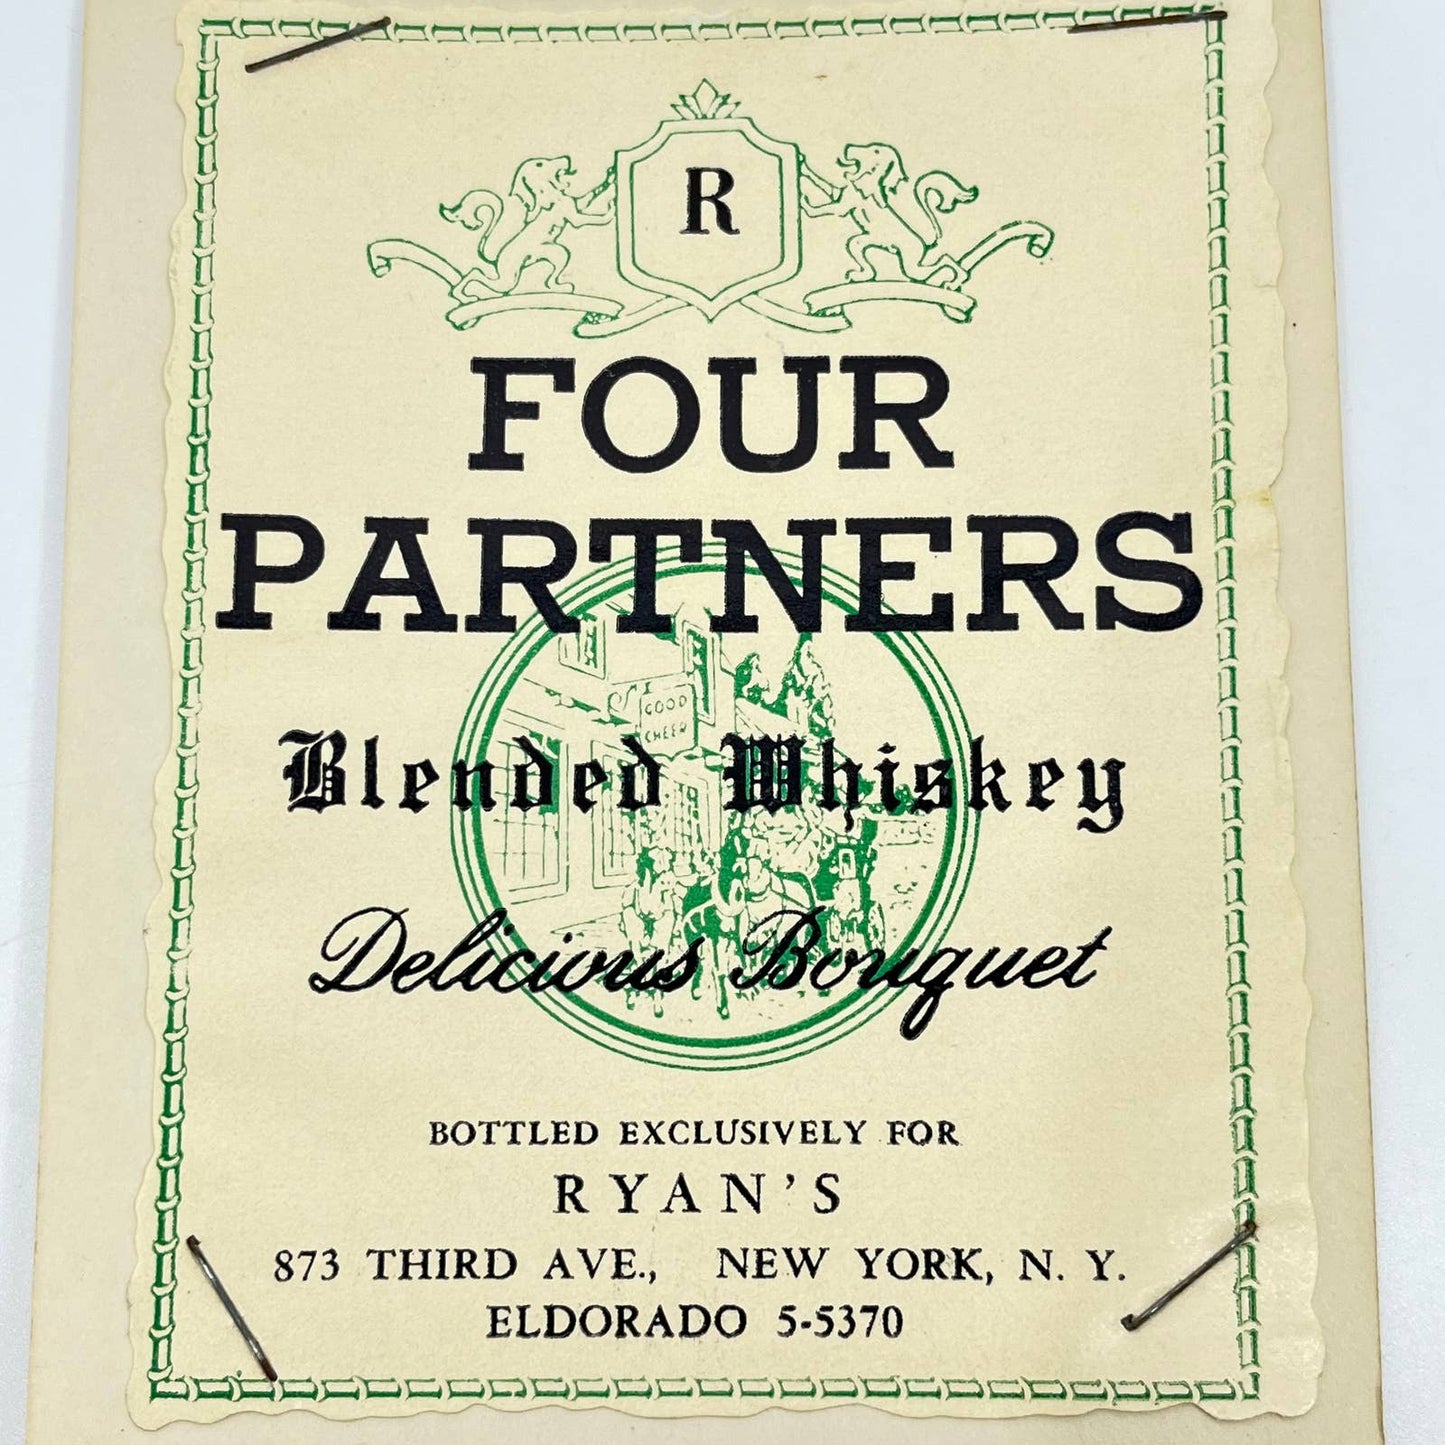 R
FOUR
PARTNERS
GOOD
CHEER
Blended Whiskey
Delicious Bouquet
BOTTLED EXCLUSIVELY FOR
RYAN'S
873 THIRD AVE., NEW YORK, N. Y.
ELDORADO 5-5370